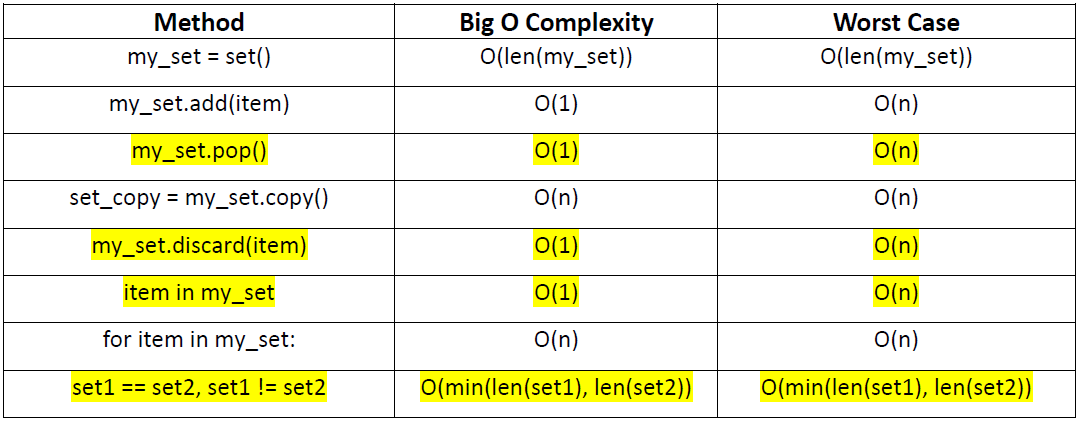 Method Big O Complexity Worst Case
my_set = set() O(len(my_set)) O(len(my_set))
my_set.add(item) O(1) O(n)
my_set.pop() O(1) O(n)
set_copy = my_set.copy() O(n) O(n)
my_set.discard(item) O(1) O(n)
item in my_set O(1) O(n)
for item in my_set: O(n) O(n)
set1 == set2, set1 != set2 O(min(len(set1), len(set2)) O(min(len(set1), len(set2))